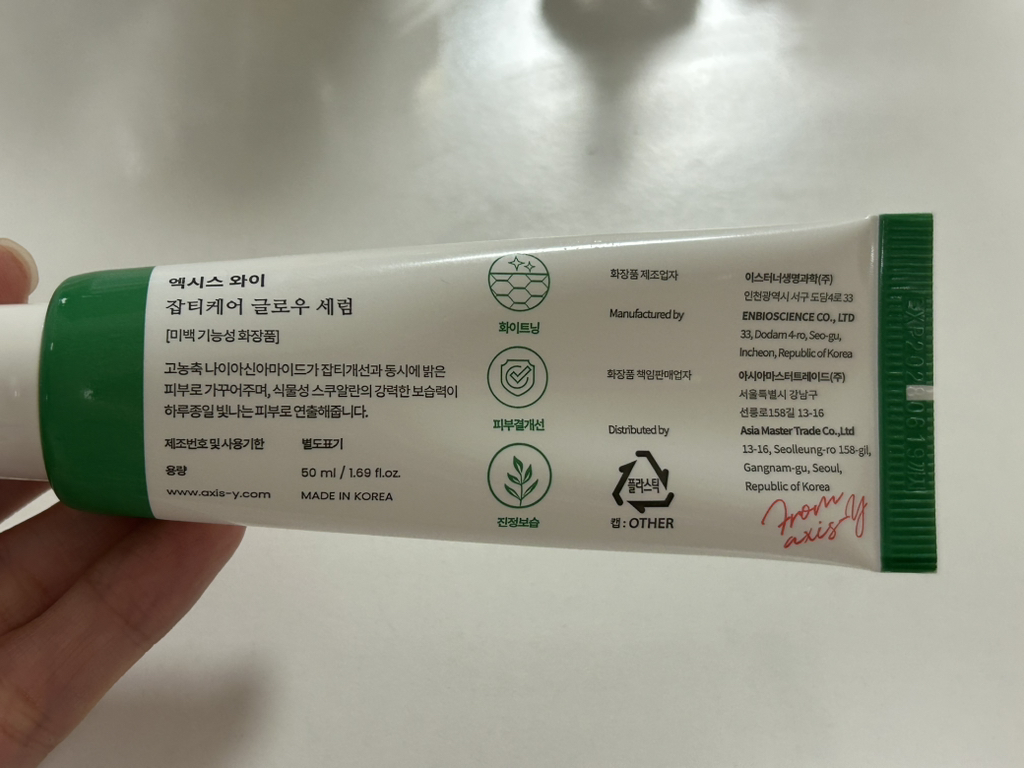 엑시스 와이
잡티케어 글로우 세럼
[미백 기능성 화장품]
고농축 나이아신아마이드가 잡티개선과 동시에 밝은
피부로 가꾸어주며, 식물성 스쿠알란의 강력한 보습력이
하루종일 빛나는 피부로 연출해줍니다.
제조번호 및 사용기한 별도표기
용량 50 ml / 1.69 fl.oz.
www.axis-y.com MADE IN KOREA
화이트닝
피부결개선
진정보습
화장품 제조업자 이스터너생명과학(주)
인천광역시 서구 도담4로 33
Manufactured by ENBIOSCIENCE CO., LTD
33, Dodam 4-ro, Seo-gu,
Incheon, Republic of Korea
화장품 책임판매업자 아시아마스터트레이드(주)
서울특별시 강남구
선릉로158길 13-16
Distributed by Asia Master Trade Co.,Ltd
13-16, Seolleung-ro 158-gil,
Gangnam-gu, Seoul,
Republic of Korea
플라스틱
캡 : OTHER
From
axis-Y